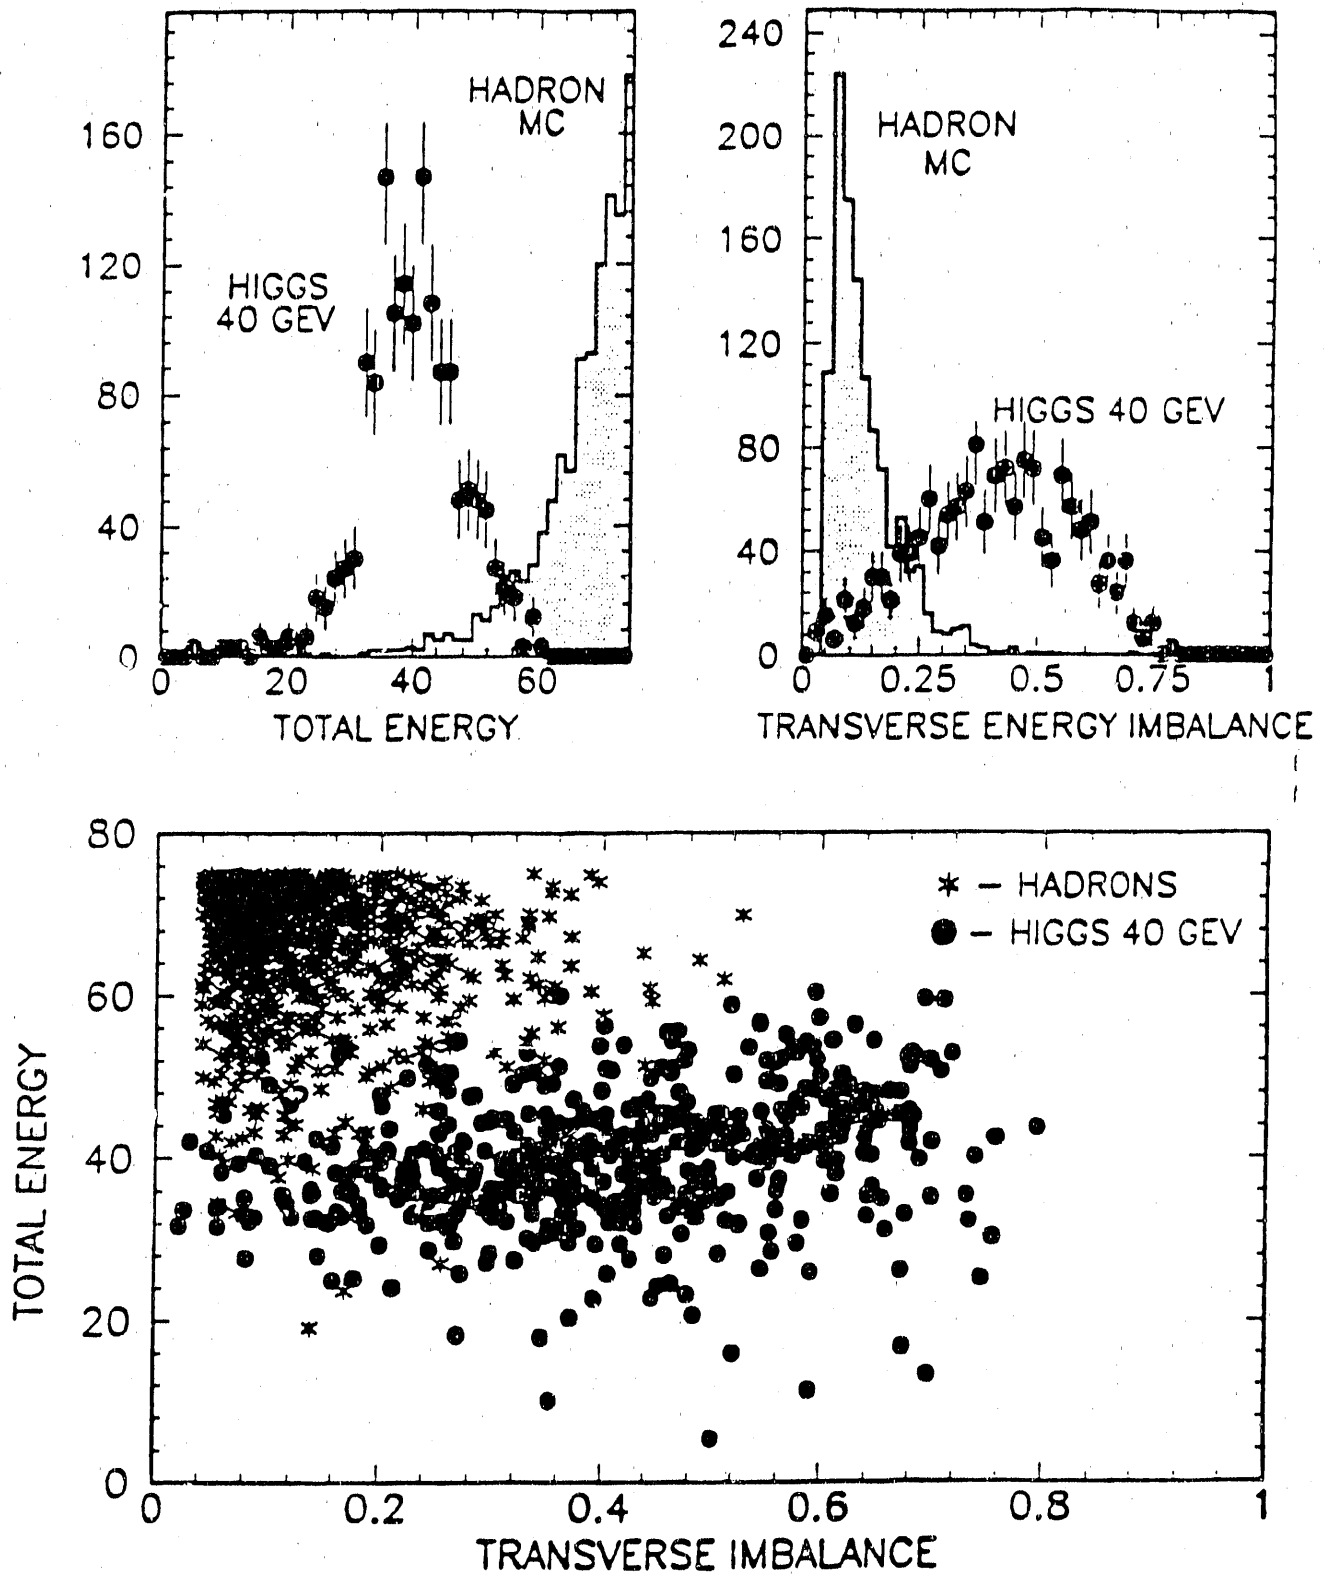 HADRON
MC
HIGGS
40 GEV
160
120
80
40
0
0
20
40
60
TOTAL ENERGY
240
200
160
120
80
40
0
HADRON
MC
HIGGS 40 GEV
0
0.25
0.5
0.75
1
TRANSVERSE ENERGY IMBALANCE
80
60
40
20
0
TOTAL ENERGY
* – HADRONS
● – HIGGS 40 GEV
0
0.2
0.4
0.6
0.8
1
TRANSVERSE IMBALANCE